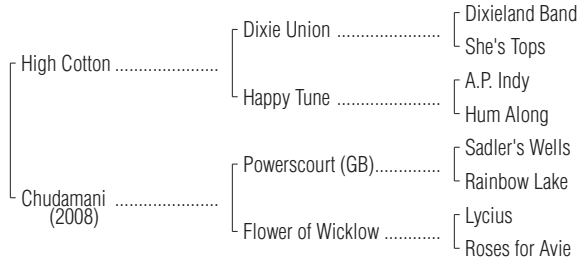 Dixieland Band
Dixie Union ....................
She's Tops
High Cotton ....................
A.P. Indy
Happy Tune ....................
Hum Along
Sadler's Wells
Powerscourt (GB)..............
Rainbow Lake
Chudamani ....................
(2008)
Lycius
Flower of Wicklow ...........
Roses for Avie